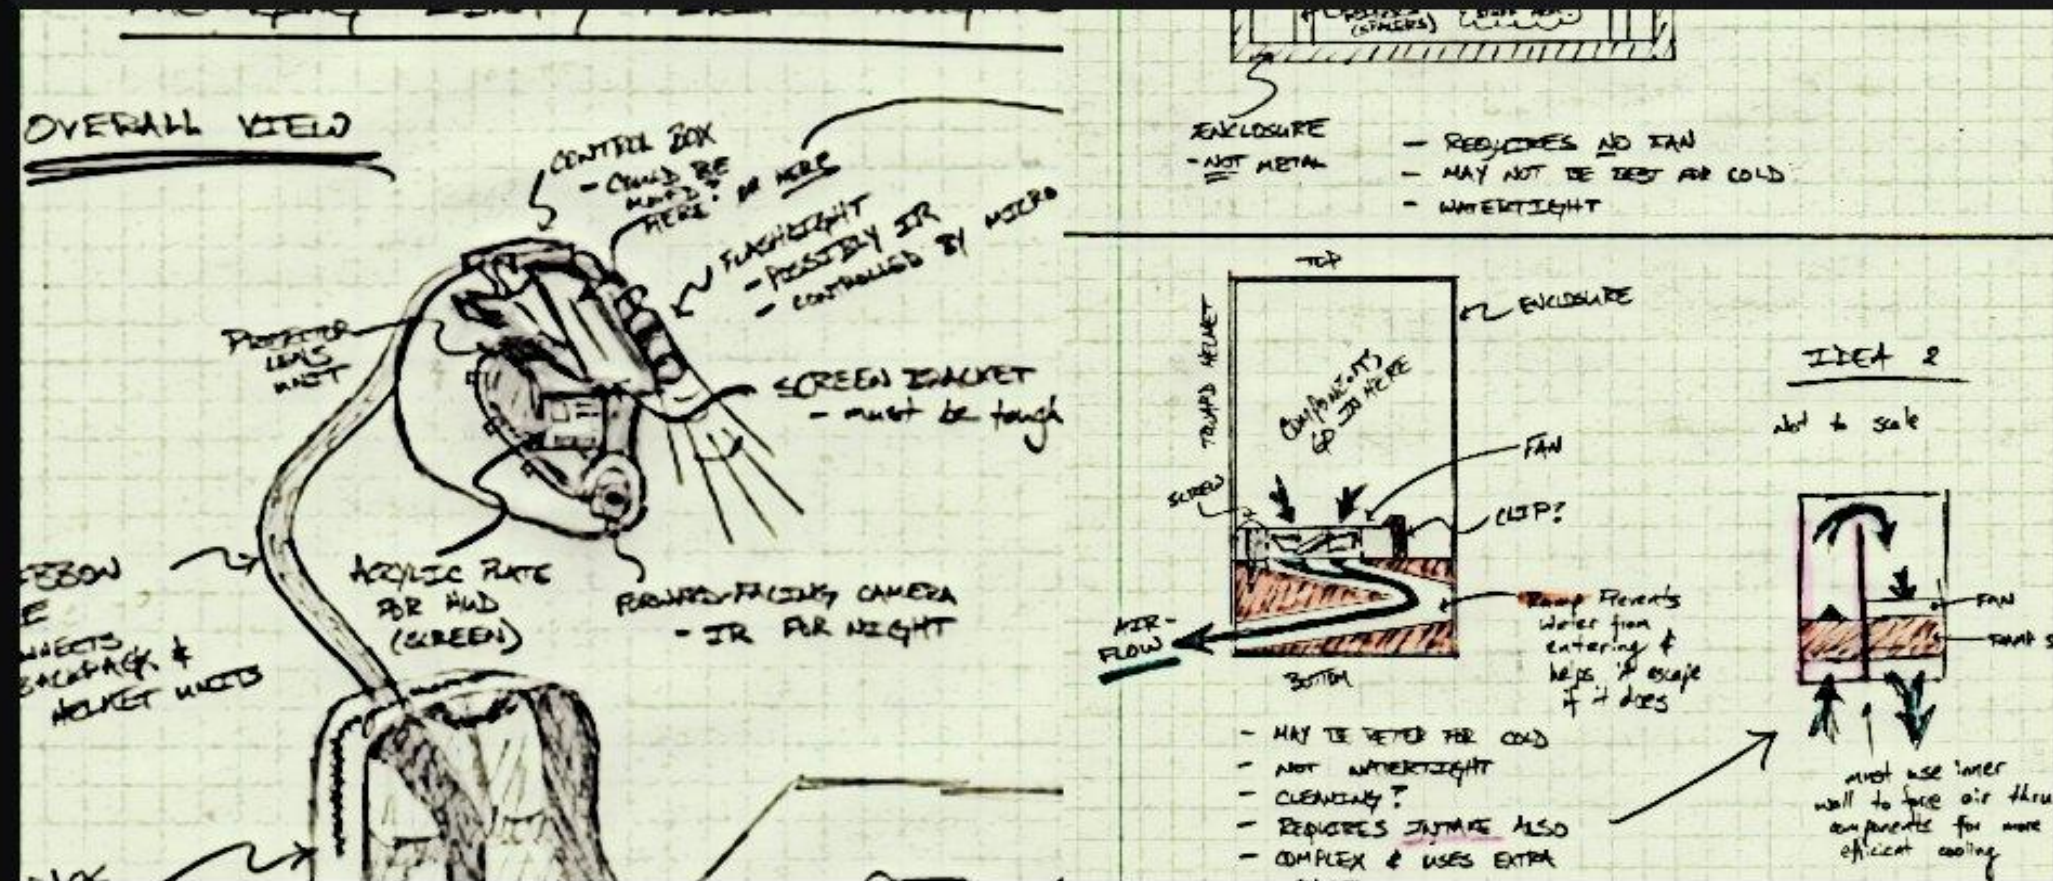 OVERALL VIEW
CONTROL BOX
- COULD BE
HERE? OR HERE
FLASHLIGHT
- POSSIBLY IR
- CONTROLLED BY MICRO
PROJECTOR
LENS
UNIT
SCREEN BRACKET
- must be tough
ACRYLIC PLATE
FOR HUD
(SCREEN)
FORWARD-FACING CAMERA
- IR FOR NIGHT
BACKPACK &
HELMET UNITS
(SPACERS)
ENCLOSURE
- NOT METAL
- REQUIRES NO FAN
- MAY NOT BE BEST FOR COLD
- WATERTIGHT
TOP
ENCLOSURE
TOWARD HELMET
COMPONENTS
GO IN HERE
FAN
SCREW
CLIP?
AIR-
FLOW
BOTTOM
Ramp Prevents
water from
entering &
helps it escape
if it does
- MAY BE BETER FOR COLD
- NOT WATERTIGHT
- CLEANING?
- REQUIRES INTAKE ALSO
- COMPLEX & USES EXTRA
IDEA 2
Not to scale
FAN
RAMP S
must use inner
wall to force air thru
components for more
efficient cooling